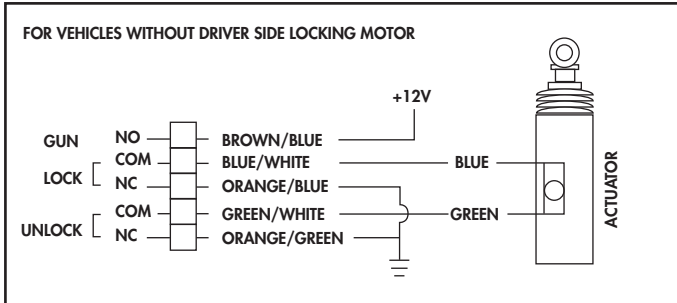 FOR VEHICLES WITHOUT DRIVER SIDE LOCKING MOTOR
+12V
GUN NO BROWN/BLUE
LOCK COM BLUE/WHITE BLUE
NC ORANGE/BLUE
UNLOCK COM GREEN/WHITE GREEN
NC ORANGE/GREEN
ACTUATOR